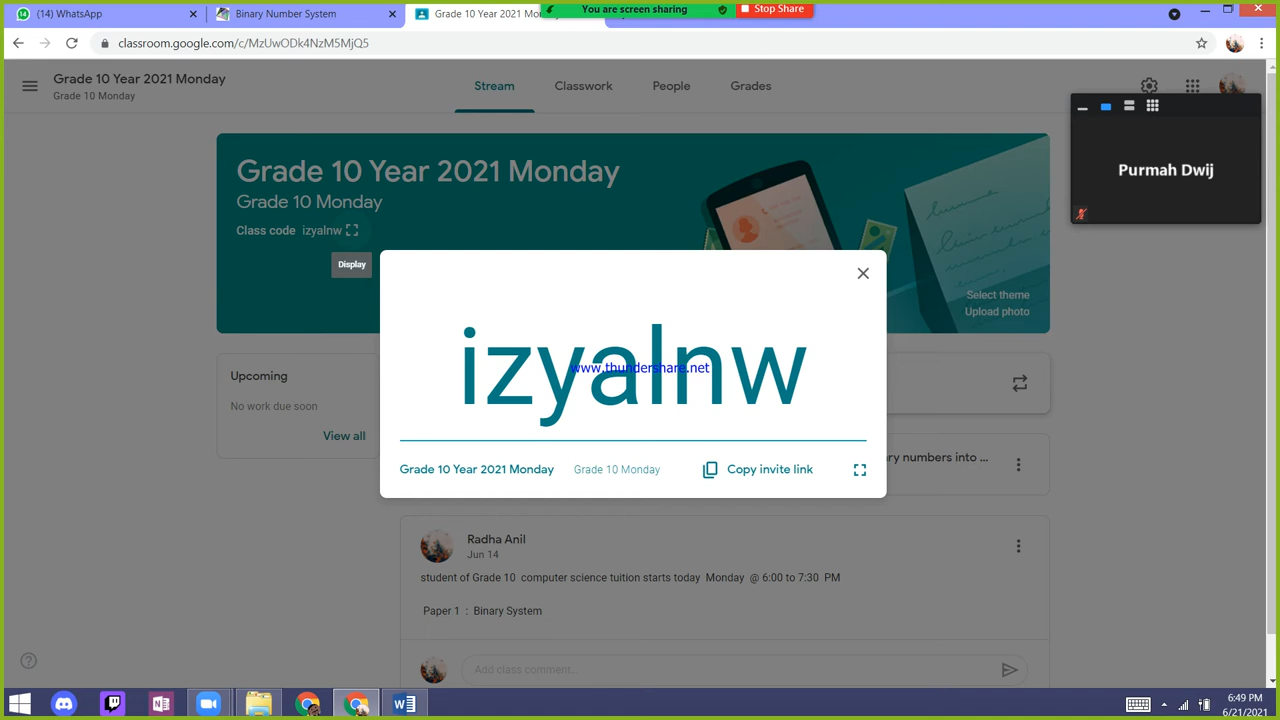 (14) WhatsApp
Binary Number System
Grade 10 Year 2021 Mon
You are screen sharing
Stop Share
classroom.google.com/c/MzUwODk4NzM5MjQ5
Grade 10 Year 2021 Monday
Grade 10 Monday
Stream
Classwork
People
Grades
Purmah Dwij
Grade 10 Year 2021 Monday
Grade 10 Monday
Class code izyalnw
Display
Select theme
Upload photo
izyalnw
www.thundershare.net
Grade 10 Year 2021 Monday
Grade 10 Monday
Copy invite link
Upcoming
No work due soon
View all
ry numbers into ...
Radha Anil
Jun 14
student of Grade 10 computer science tuition starts today Monday @ 6:00 to 7:30 PM
Paper 1 : Binary System
Add class comment...
6:49 PM
6/21/2021